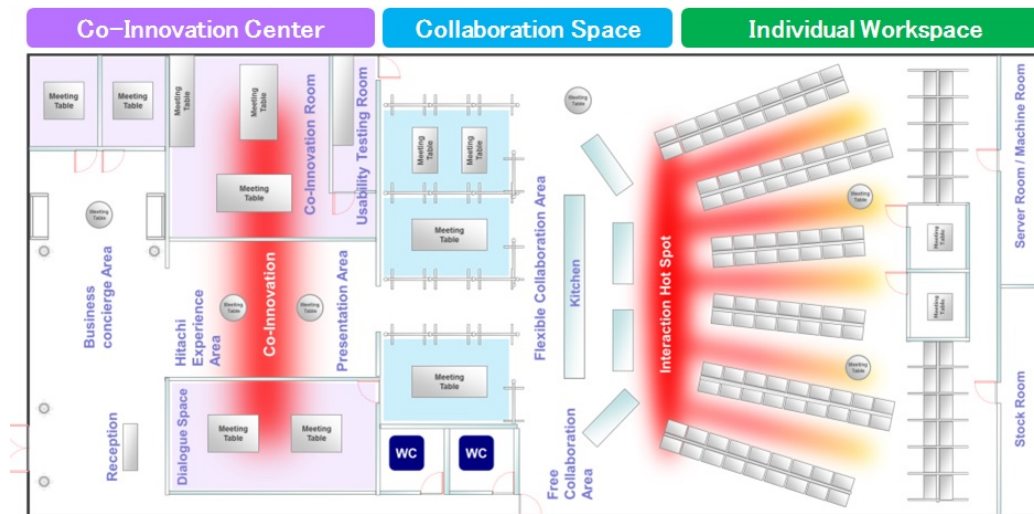 Co-Innovation Center
Collaboration Space
Individual Workspace
Meeting
Table
Meeting
Table
Meeting
Table
Meeting
Table
Co-Innovation Room
Usability Testing Room
Meeting
Table
Meeting
Table
Business
concierge Area
Reception
Hitachi
Experience
Area
Meeting
Table
Co-Innovation
Meeting
Table
Presentation Area
Dialogue Space
Meeting
Table
Meeting
Table
Meeting
Table
Meeting
Table
Meeting
Table
Meeting
Table
WC
WC
Flexible Collaboration Area
Free
Collaboration
Area
Kitchen
Meeting
Table
Interaction Hot Spot
Meeting
Table
Meeting
Table
Meeting
Table
Meeting
Table
Server Room / Machine Room
Stock Room